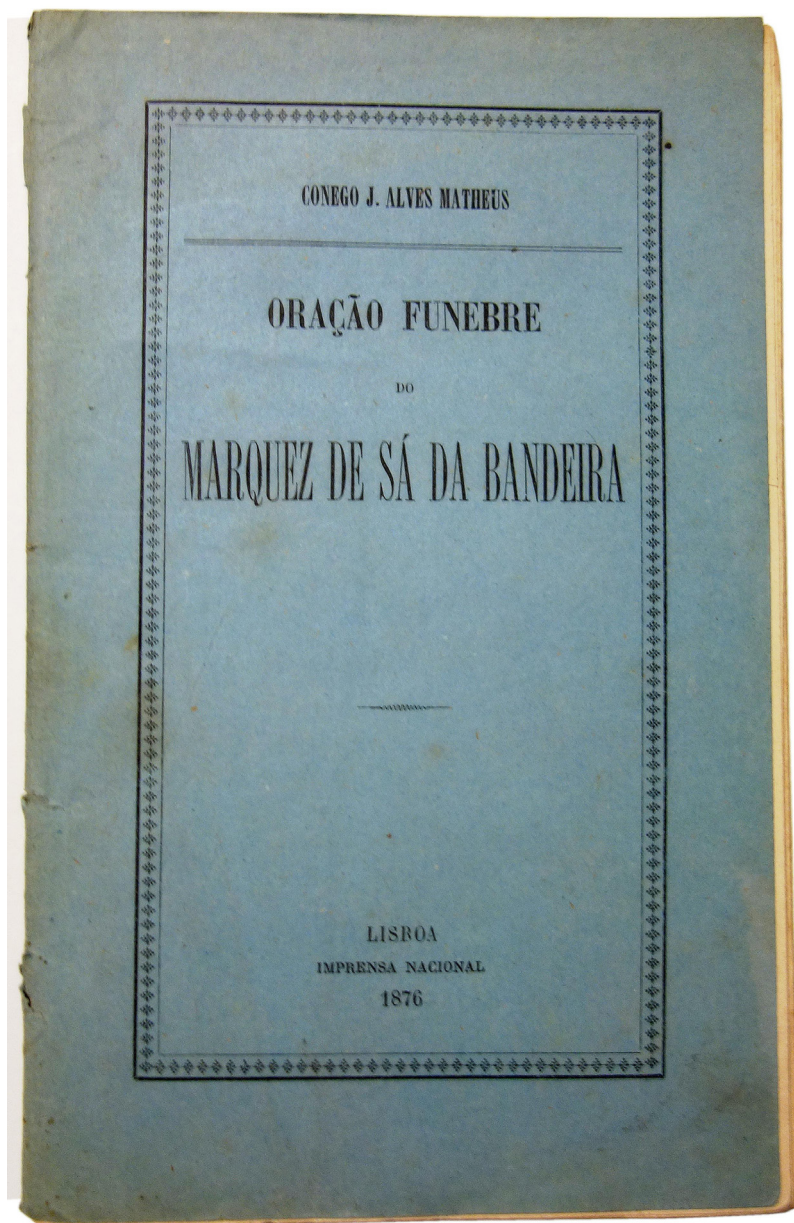 CONEGO J. ALVES MATHEUS
ORAÇÃO FUNEBRE
DO
MARQUEZ DE SÁ DA BANDEIRA
LISBOA
IMPRENSA NACIONAL
1876